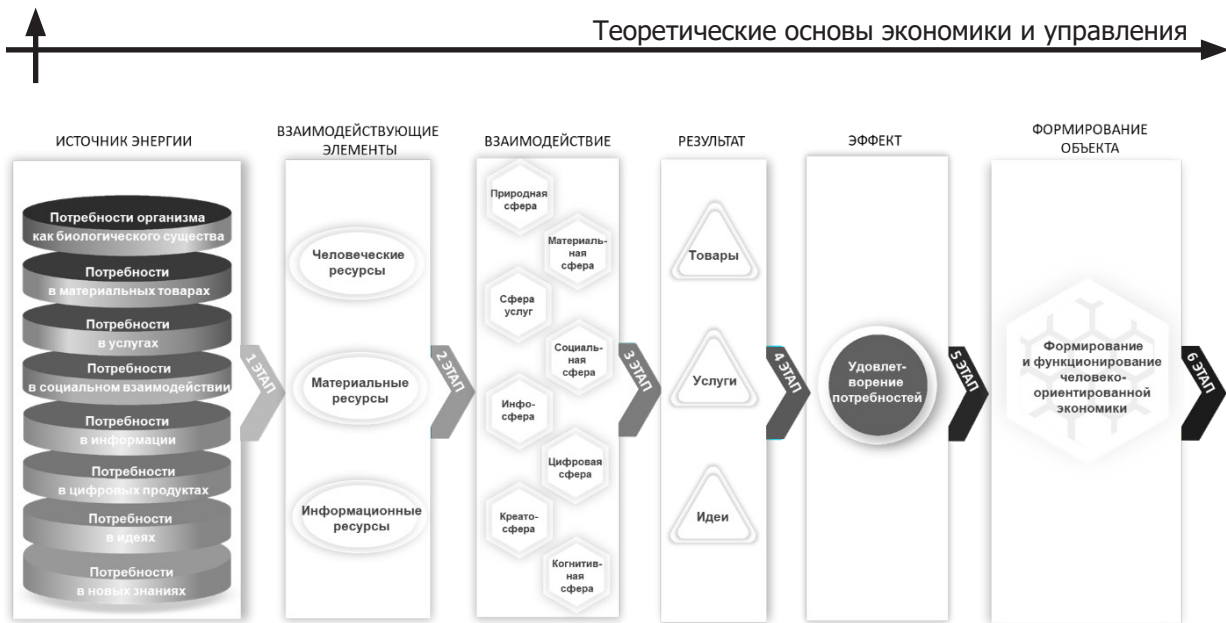 Теоретические основы экономики и управления
ИСТОЧНИК ЭНЕРГИИ
Потребности организма
как биологического существа
Потребности
в материальных товарах
Потребности
в услугах
Потребности
в социальном взаимодействии
Потребности
в информации
Потребности
в цифровых продуктах
Потребности
в идеях
Потребности
в новых знаниях
1 ЭТАП
ВЗАИМОДЕЙСТВУЮЩИЕ
ЭЛЕМЕНТЫ
Человеческие
ресурсы
Материальные
ресурсы
Информационные
ресурсы
2 ЭТАП
ВЗАИМОДЕЙСТВИЕ
Природная
сфера
Материаль-
ная
сфера
Сфера
услуг
Социаль-
ная
сфера
Инфо-
сфера
Цифровая
сфера
Креато-
сфера
Когнитив-
ная
сфера
3 ЭТАП
РЕЗУЛЬТАТ
Товары
Услуги
Идеи
4 ЭТАП
ЭФФЕКТ
Удовлет-
ворение
потребностей
5 ЭТАП
ФОРМИРОВАНИЕ
ОБЪЕКТА
Формирование
и функционирование
человеко-
ориентированной
экономики
6 ЭТАП